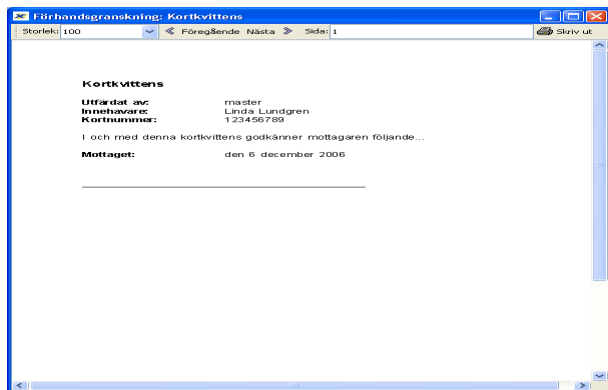 Förhandsgranskning: Kortkvittens
Storlek: 100 Föregående Nästa Sida: 1 Skriv ut
Kortkvittens
Utfärdat av: master
Innehavare: Linda Lundgren
Kortnummer: 123456789
I och med denna kortkvittens godkänner mottagaren följande...
Mottaget: den 6 december 2006